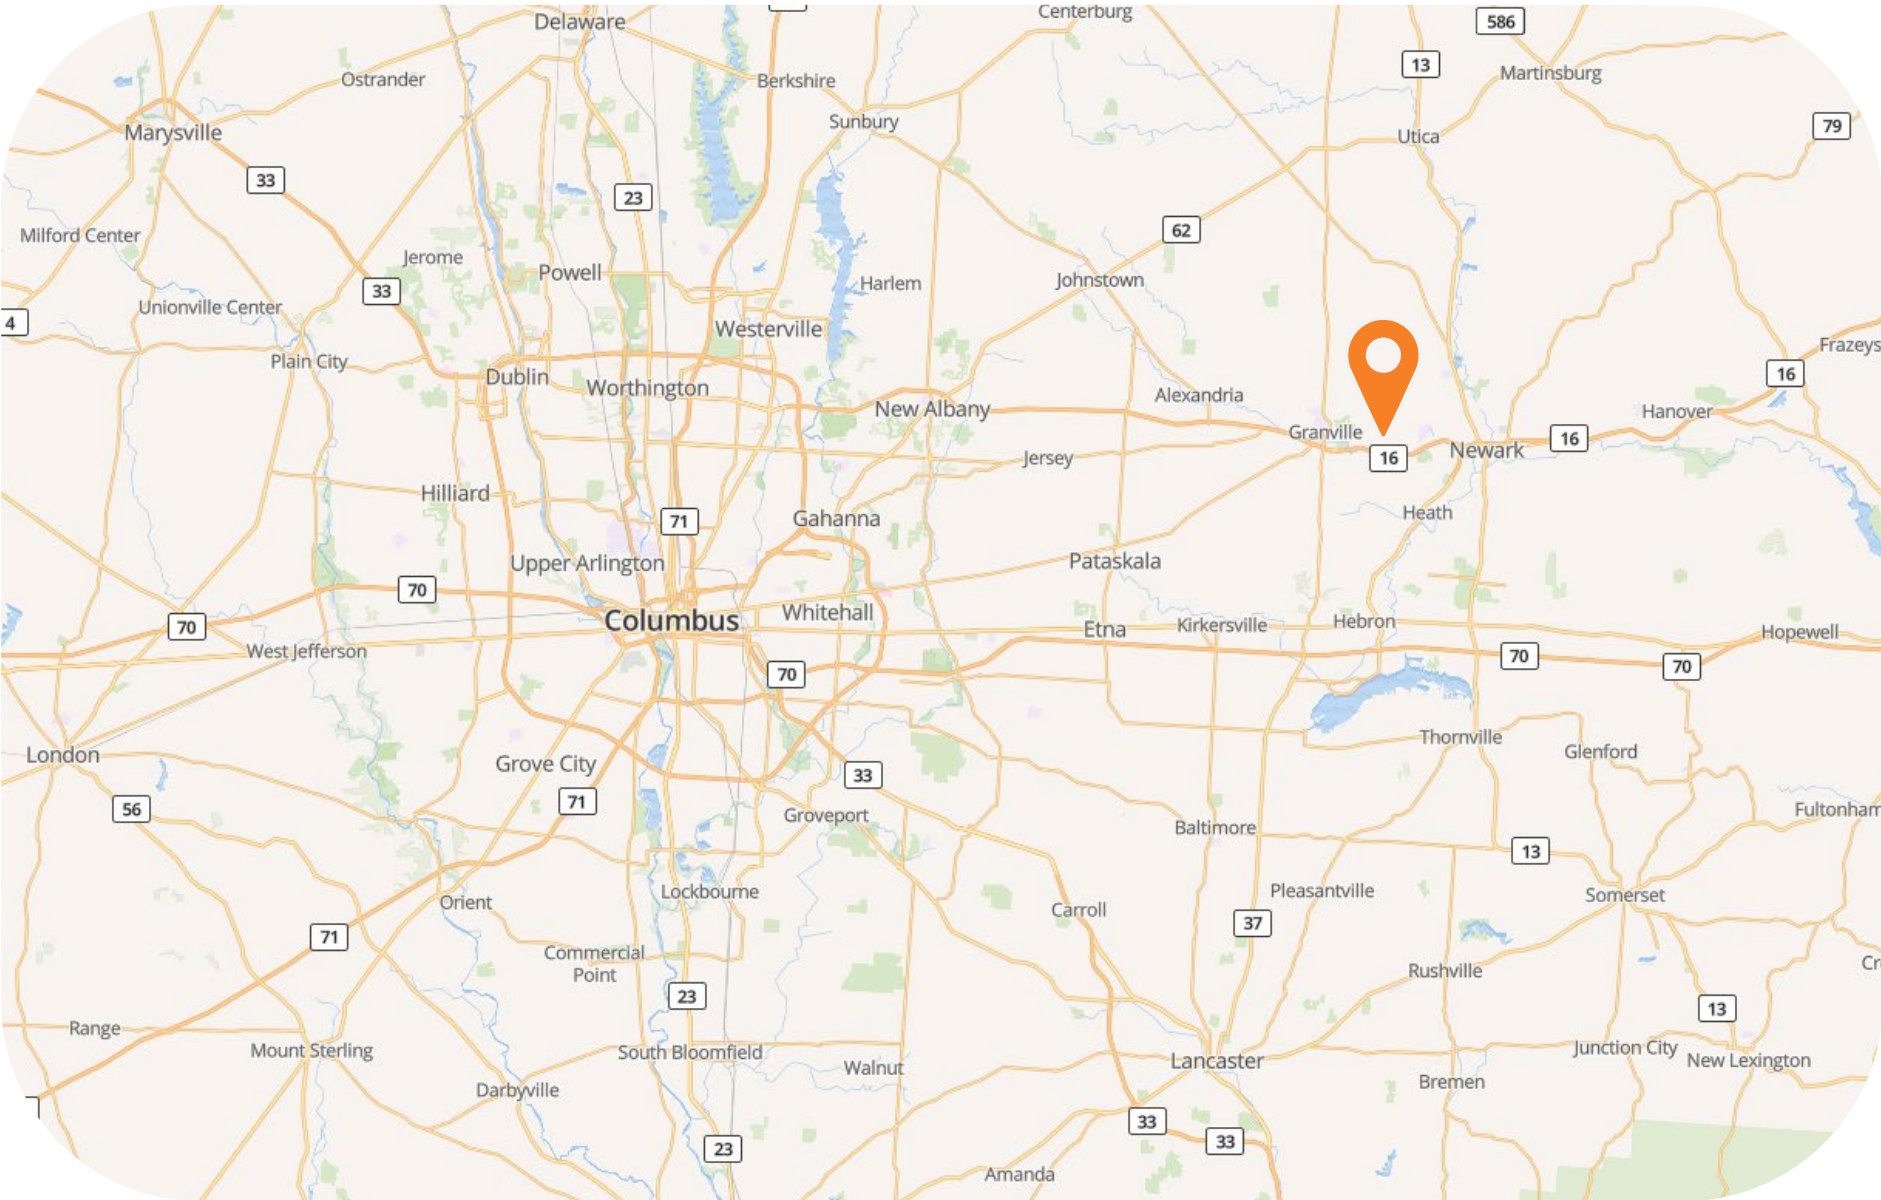 Delaware
Centerburg
586
13
Martinsburg
Ostrander
Berkshire
Sunbury
79
Marysville
Utica
33
23
62
Milford Center
Jerome
Powell
Johnstown
33
Harlem
Unionville Center
4
Westerville
Frazeys
Plain City
16
Dublin
Worthington
Alexandria
New Albany
Hanover
Granville
16
16
Newark
Jersey
Hilliard
Heath
71
Gahanna
Upper Arlington
Pataskala
70
Columbus
Whitehall
70
Etna
Kirkersville
Hebron
Hopewell
West Jefferson
70
70
70
London
Thornville
Glenford
Grove City
33
71
56
Groveport
Fultonham
Baltimore
13
Lockbourne
Pleasantville
Somerset
Orient
Carroll
37
71
Commercial
Point
Cr
Rushville
23
13
Range
Mount Sterling
South Bloomfield
Walnut
Lancaster
Junction City
New Lexington
Bremen
Darbyville
33
33
23
Amanda